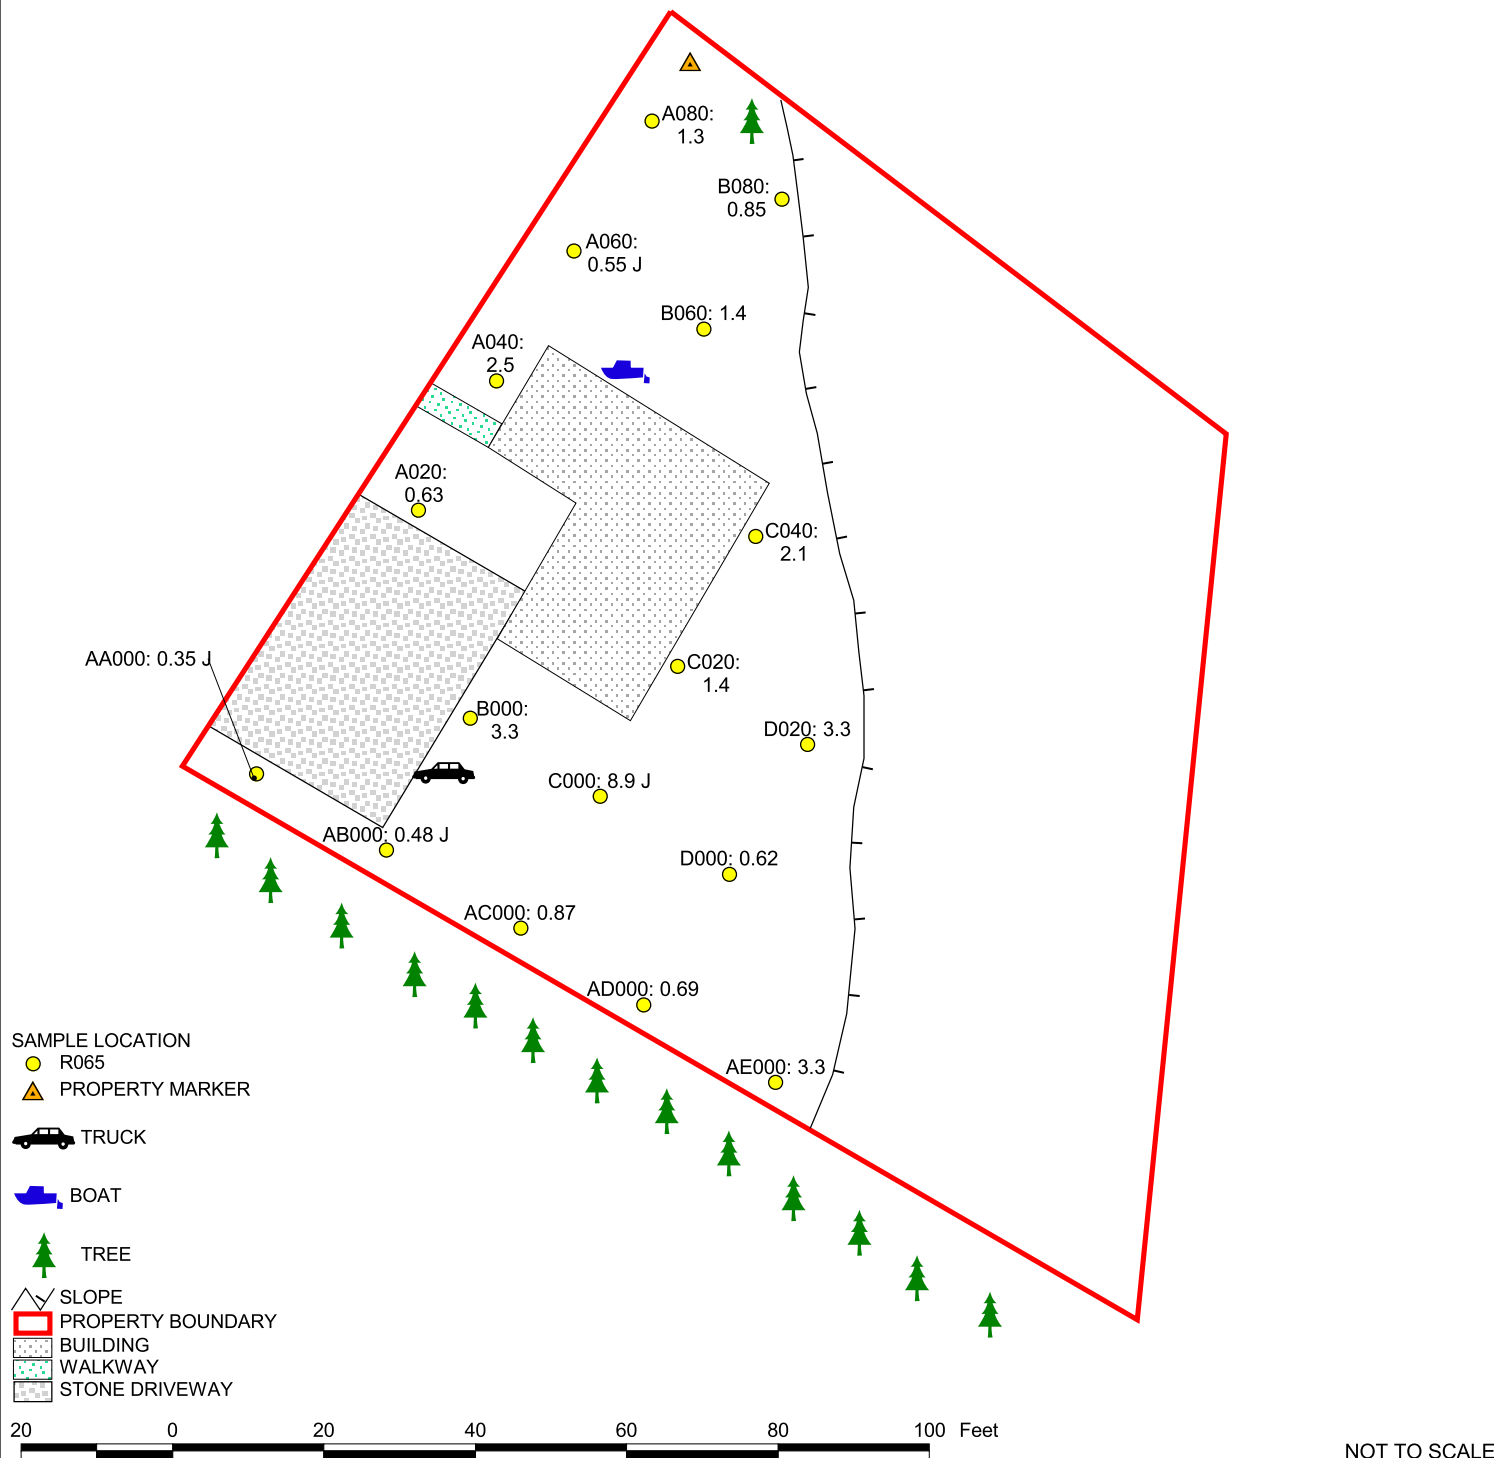 A080:
1.3
B080:
0.85
A060:
0.55 J
B060: 1.4
A040:
2.5
A020:
0.63
C040:
2.1
AA000: 0.35 J
C020:
1.4
B000:
3.3
D020: 3.3
C000: 8.9 J
AB000: 0.48 J
D000: 0.62
AC000: 0.87
AD000: 0.69
AE000: 3.3
SAMPLE LOCATION
R065
PROPERTY MARKER
TRUCK
BOAT
TREE
SLOPE
PROPERTY BOUNDARY
BUILDING
WALKWAY
STONE DRIVEWAY
20 0 20 40 60 80 100 Feet
NOT TO SCALE